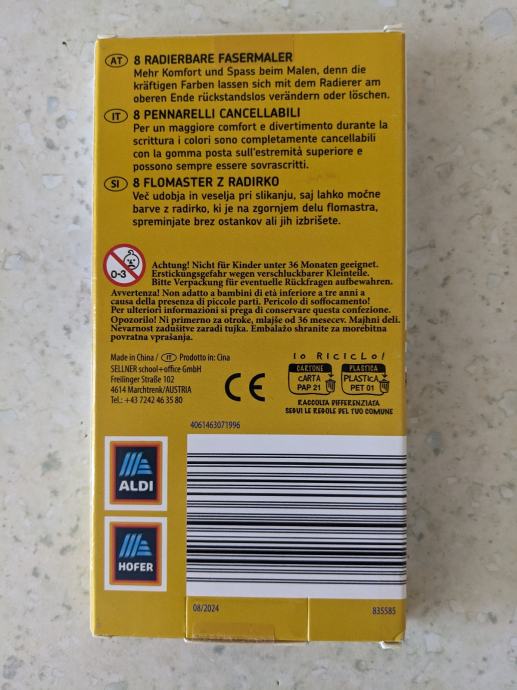 AT 8 RADIERBARE FASERMALER
Mehr Komfort und Spass beim Malen, denn die
kräftigen Farben lassen sich mit dem Radierer am
oberen Ende rückstandslos verändern oder löschen.
IT 8 PENNARELLI CANCELLABILI
Per un maggiore comfort e divertimento durante la
scrittura i colori sono completamente cancellabili
con la gomma posta sull'estremità superiore e
possono sempre essere sovrascritti.
SI 8 FLOMASTER Z RADIRKO
Več udobja in veselja pri slikanju, saj lahko močne
barve z radirko, ki je na zgornjem delu flomastra,
spreminjate brez ostankov ali jih izbrišete.
0-3
Achtung! Nicht für Kinder unter 36 Monaten geeignet.
Erstickungsgefahr wegen verschluckbarer Kleinteile.
Bitte Verpackung für eventuelle Rückfragen aufbewahren.
Avvertenza! Non adatto a bambini di età inferiore a tre anni a
causa della presenza di piccole parti. Pericolo di soffocamento!
Per ulteriori informazioni si prega di conservare questa confezione.
Opozorilo! Ni primerno za otroke, mlajše od 36 mesecev. Majhni deli.
Nevarnost zadušitve zaradi tujka. Embalažo shranite za morebitna
povratna vprašanja.
Made in China / IT Prodotto in: Cina
SELLNER school+office GmbH
Freilinger Straße 102
4614 Marchtrenk/AUSTRIA
Tel.: +43 7242 46 35 80
CE
IO RICICLO!
CARTONE PLASTICA
CARTA PLASTICA
PAP 21 PET 01
RACCOLTA DIFFERENZIATA
SEGUI LE REGOLE DEL TUO COMUNE
4061463071996
ALDI
HOFER
08/2024
835585